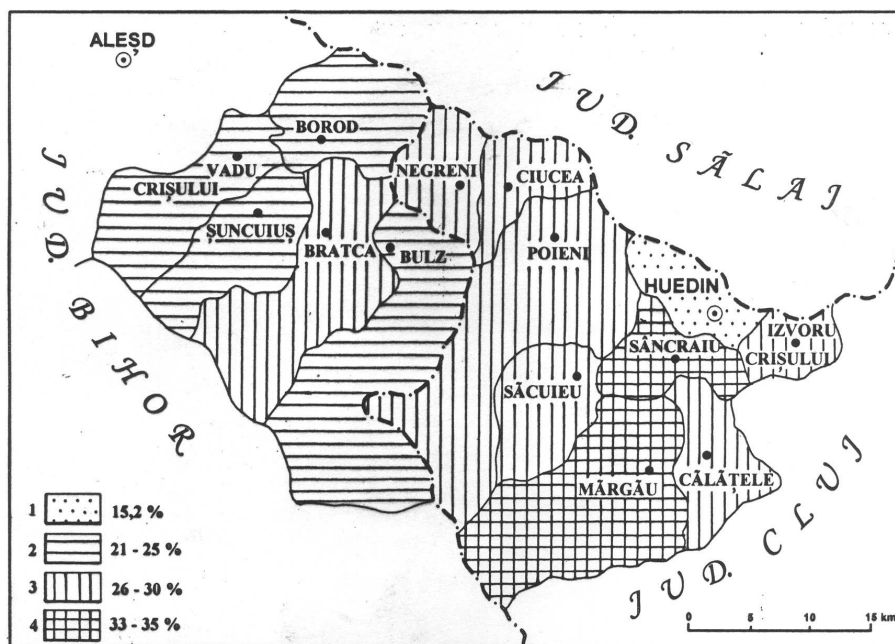 ALEȘD
JUD. SĂLAJ
BOROD
VADU
CRIȘULUI
NEGRENI
CIUCEA
ȘUNCUIUȘ
BRATCA
BULZ
POIENI
JUD. BIHOR
HUEDIN
IZVORU
CRIȘULUI
SÂNCRAIU
SĂCUIEU
MĂRGĂU
CĂLĂȚELE
JUD. CLUJ
1 15,2 %
2 21 - 25 %
3 26 - 30 %
4 33 - 35 %
0 5 10 15 km